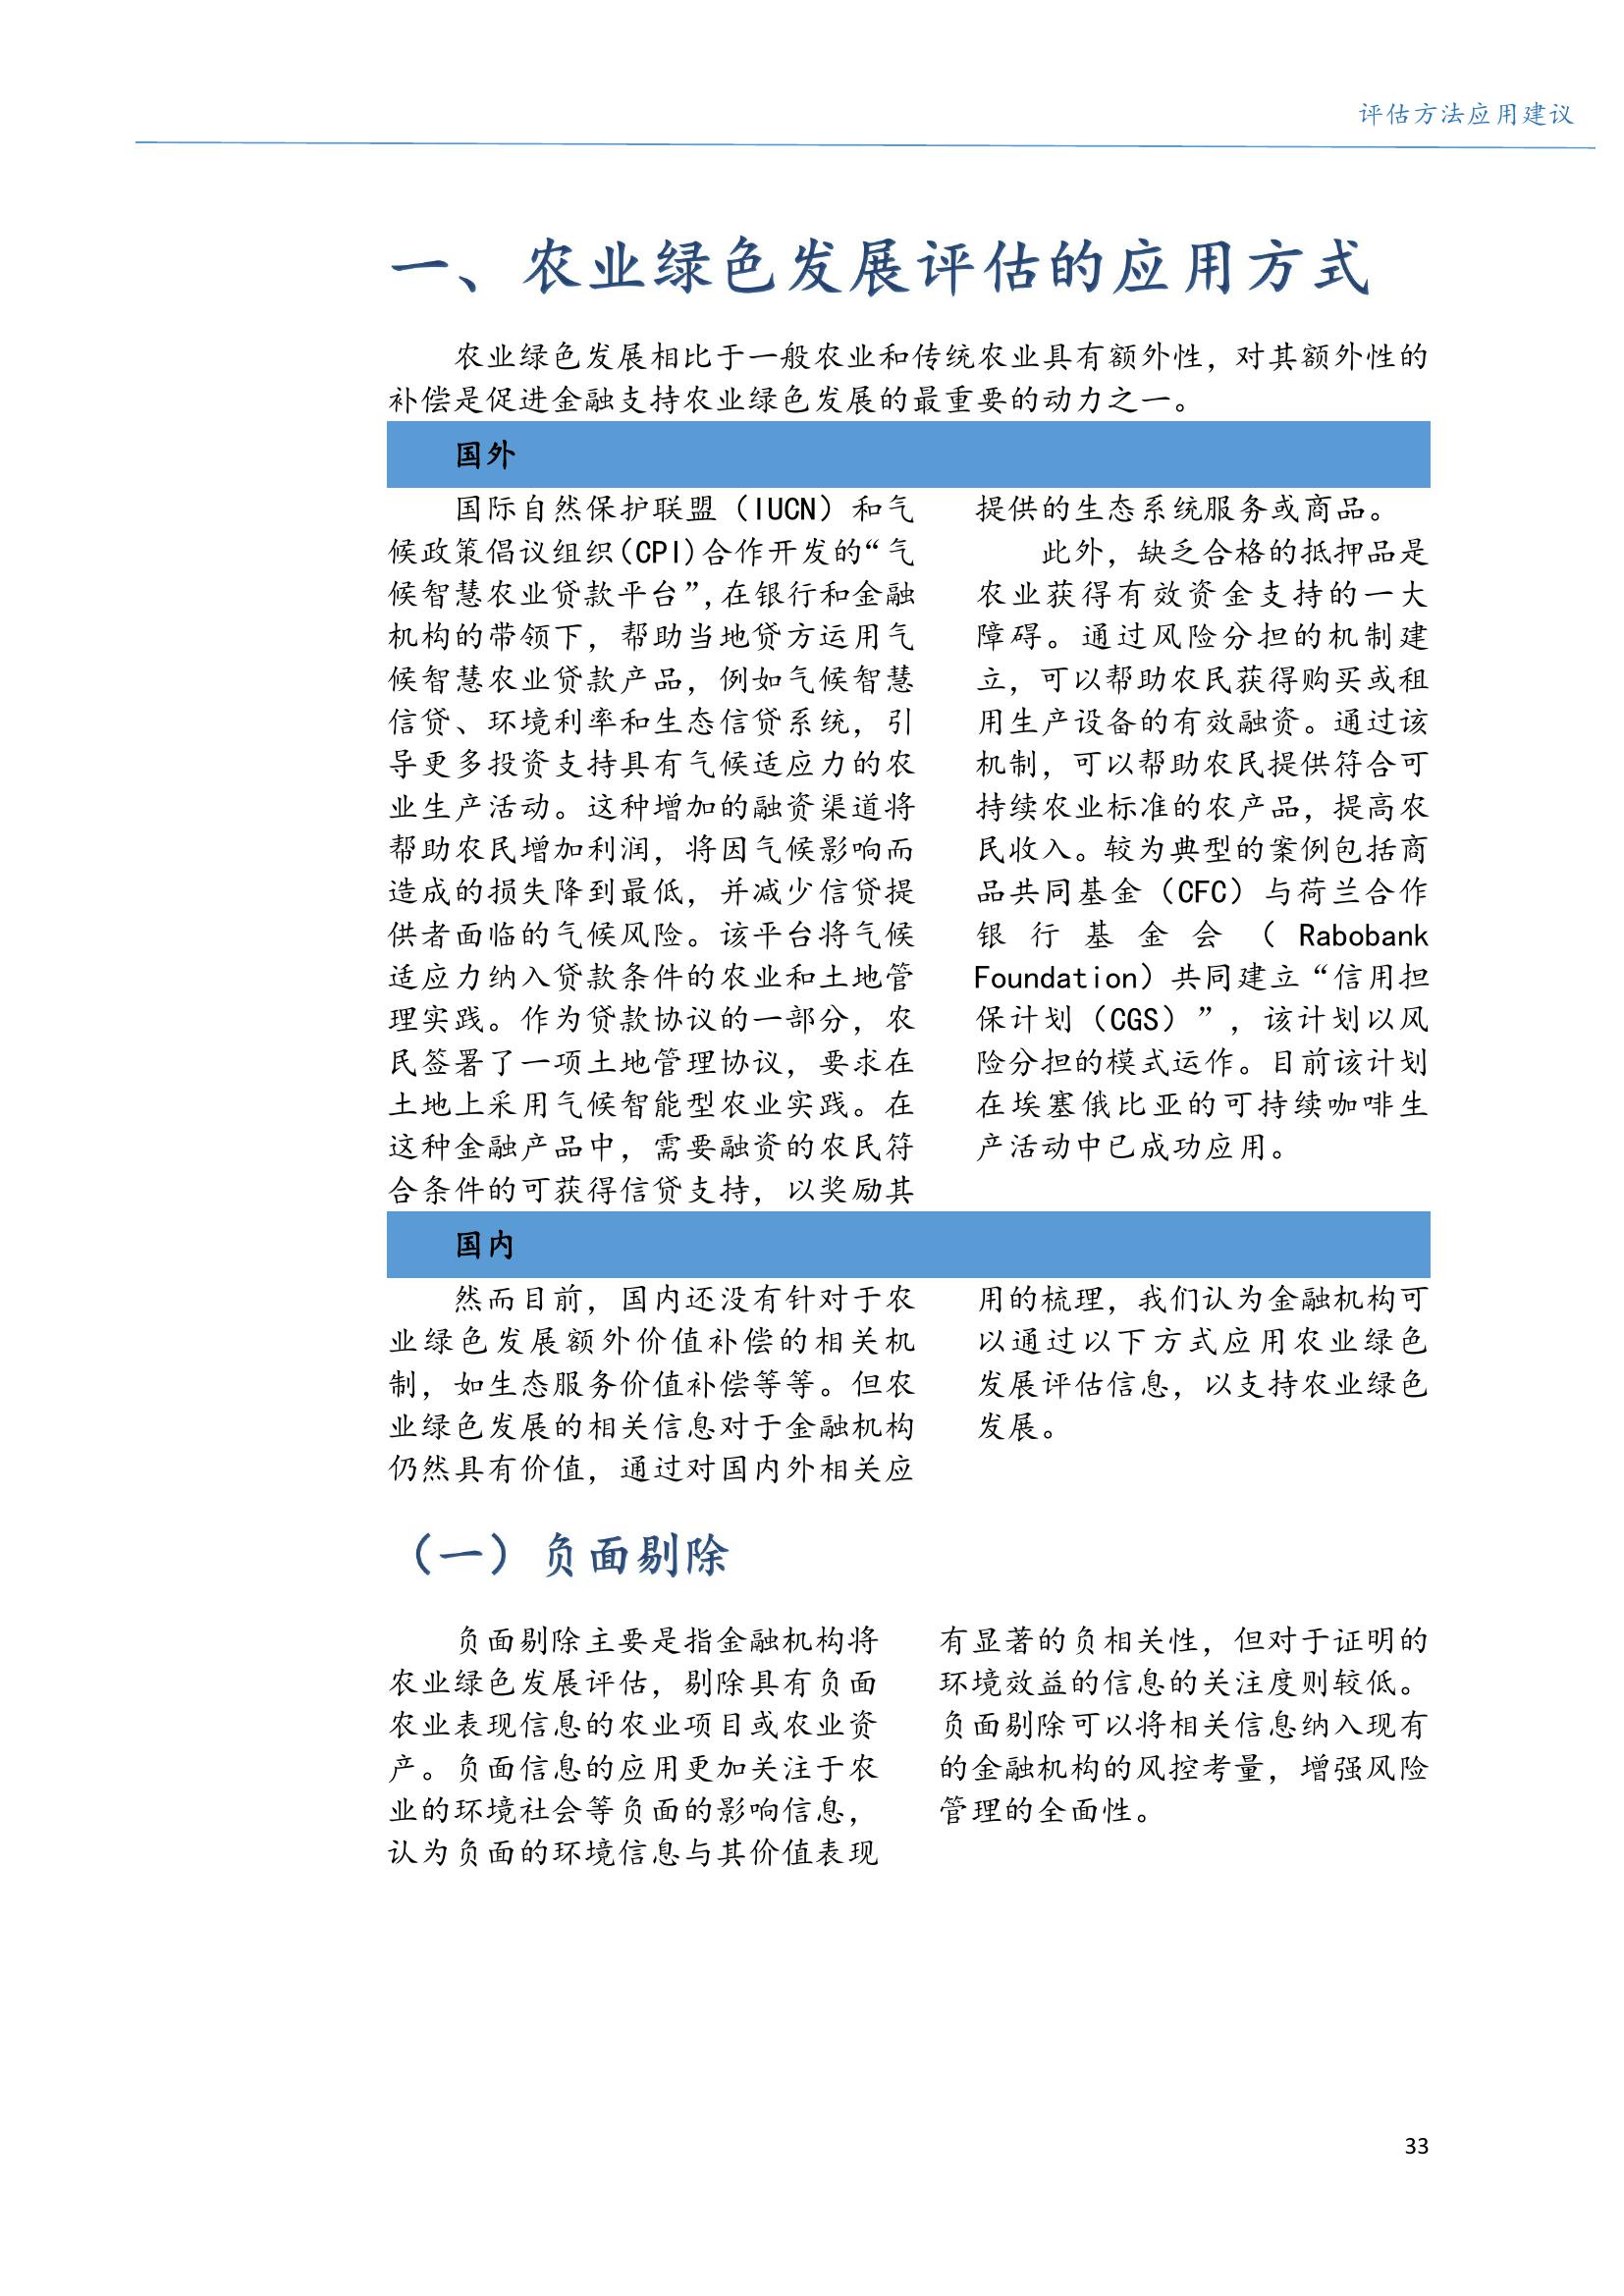 评估方法应用建议
一、农业绿色发展评估的应用方式
农业绿色发展相比于一般农业和传统农业具有额外性，对其额外性的
补偿是促进金融支持农业绿色发展的最重要的动力之一。
国外
国际自然保护联盟（IUCN）和气
候政策倡议组织(CPI)合作开发的“气
候智慧农业贷款平台”,在银行和金融
机构的带领下，帮助当地贷方运用气
候智慧农业贷款产品，例如气候智慧
信贷、环境利率和生态信贷系统，引
导更多投资支持具有气候适应力的农
业生产活动。这种增加的融资渠道将
帮助农民增加利润，将因气候影响而
造成的损失降到最低，并减少信贷提
供者面临的气候风险。该平台将气候
适应力纳入贷款条件的农业和土地管
理实践。作为贷款协议的一部分，农
民签署了一项土地管理协议，要求在
土地上采用气候智能型农业实践。在
这种金融产品中，需要融资的农民符
合条件的可获得信贷支持，以奖励其
提供的生态系统服务或商品。
此外，缺乏合格的抵押品是
农业获得有效资金支持的一大
障碍。通过风险分担的机制建
立，可以帮助农民获得购买或租
用生产设备的有效融资。通过该
机制，可以帮助农民提供符合可
持续农业标准的农产品，提高农
民收入。较为典型的案例包括商
品共同基金（CFC）与荷兰合作
银行基金会（Rabobank
Foundation）共同建立“信用担
保计划（CGS）”，该计划以风
险分担的模式运作。目前该计划
在埃塞俄比亚的可持续咖啡生
产活动中已成功应用。
国内
然而目前，国内还没有针对于农
业绿色发展额外价值补偿的相关机
制，如生态服务价值补偿等等。但农
业绿色发展的相关信息对于金融机构
仍然具有价值，通过对国内外相关应
用的梳理，我们认为金融机构可
以通过以下方式应用农业绿色
发展评估信息，以支持农业绿色
发展。
（一）负面剔除
负面剔除主要是指金融机构将
农业绿色发展评估，剔除具有负面
农业表现信息的农业项目或农业资
产。负面信息的应用更加关注于农
业的环境社会等负面的影响信息，
认为负面的环境信息与其价值表现
有显著的负相关性，但对于证明的
环境效益的信息的关注度则较低。
负面剔除可以将相关信息纳入现有
的金融机构的风控考量，增强风险
管理的全面性。
33